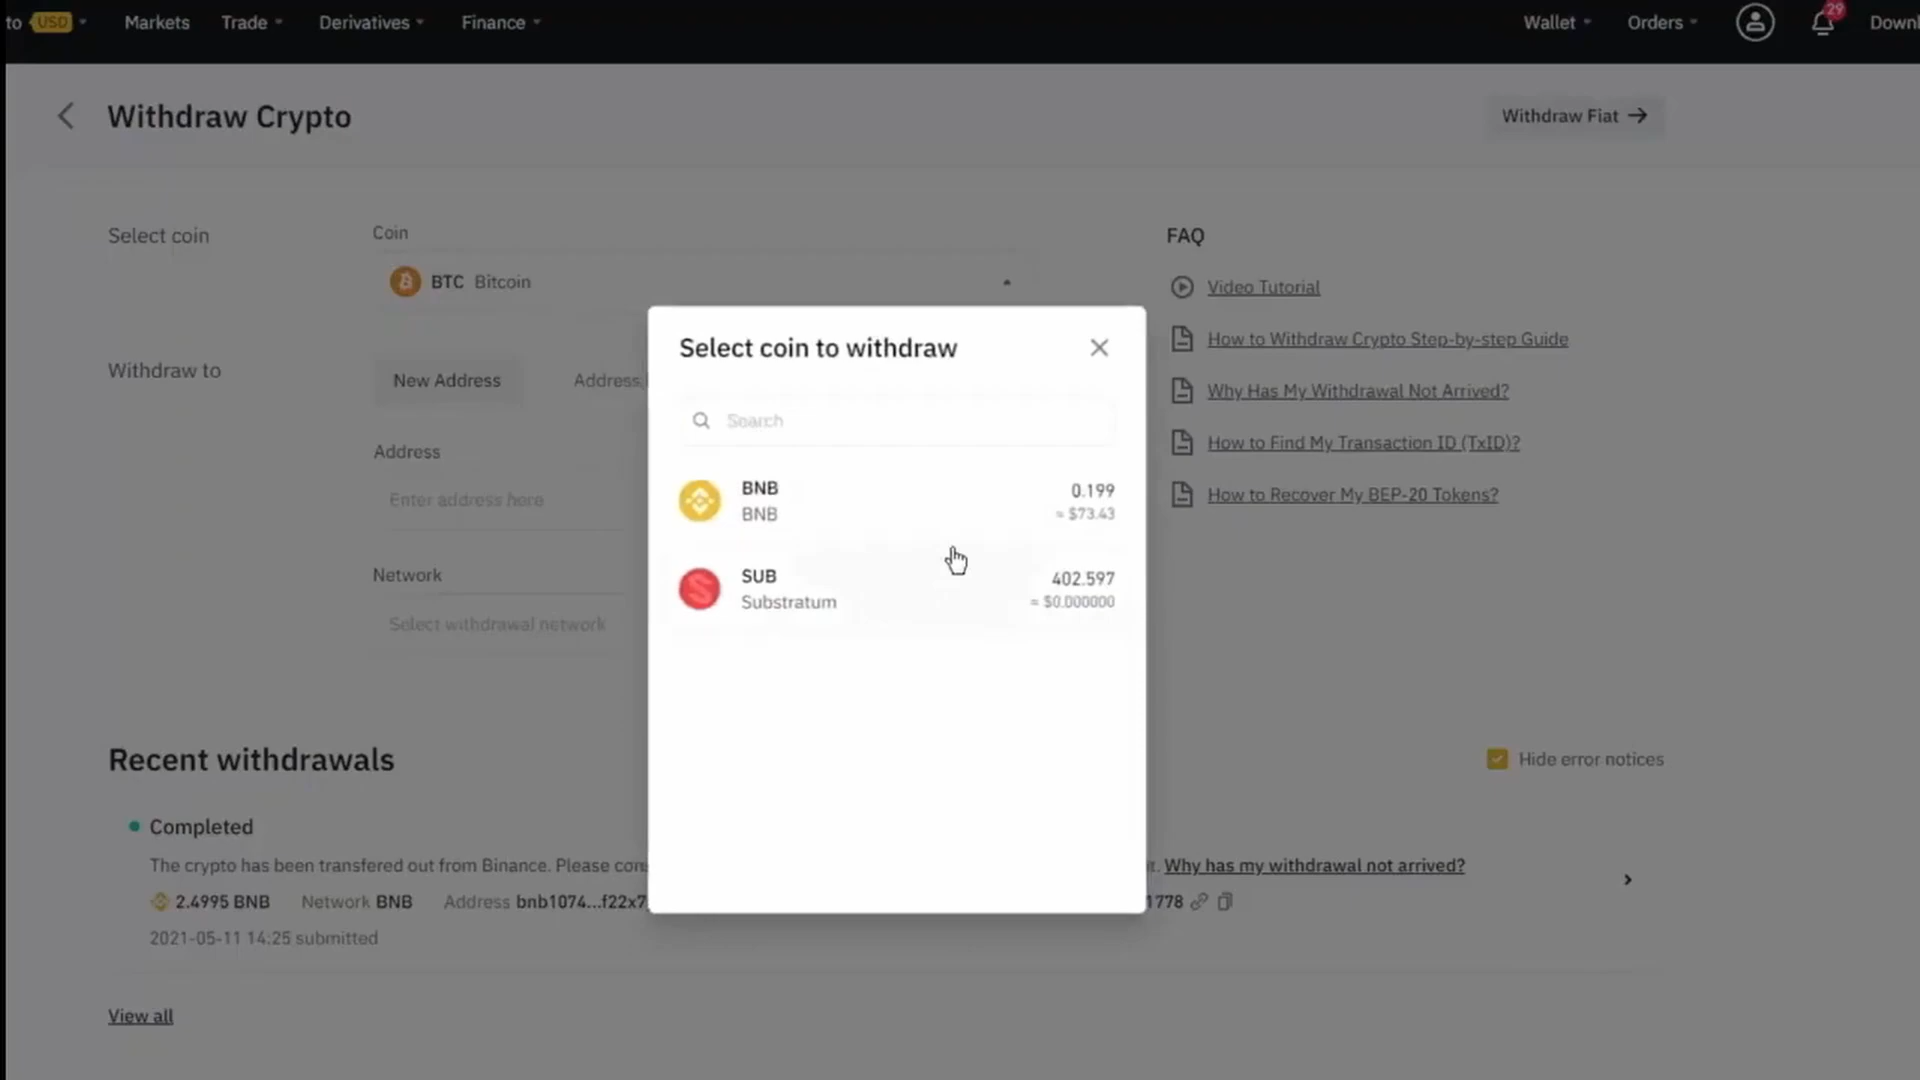 to USD Markets Trade Derivatives Finance Wallet Orders 29 Downl
Withdraw Crypto
Withdraw Fiat →
Select coin
Coin
BTC Bitcoin
Withdraw to
New Address Address
Address
Enter address here
Network
Select withdrawal network
Select coin to withdraw
Search
BNB 0.199
BNB ≈ $73.43
SUB 402.597
Substratum ≈ $0.000000
FAQ
Video Tutorial
How to Withdraw Crypto Step-by-step Guide
Why Has My Withdrawal Not Arrived?
How to Find My Transaction ID (TxID)?
How to Recover My BEP-20 Tokens?
Recent withdrawals
Hide error notices
Completed
The crypto has been transfered out from Binance. Please con t. Why has my withdrawal not arrived?
2.4995 BNB Network BNB Address bnb1074...f22x7 1778
2021-05-11 14:25 submitted
View all